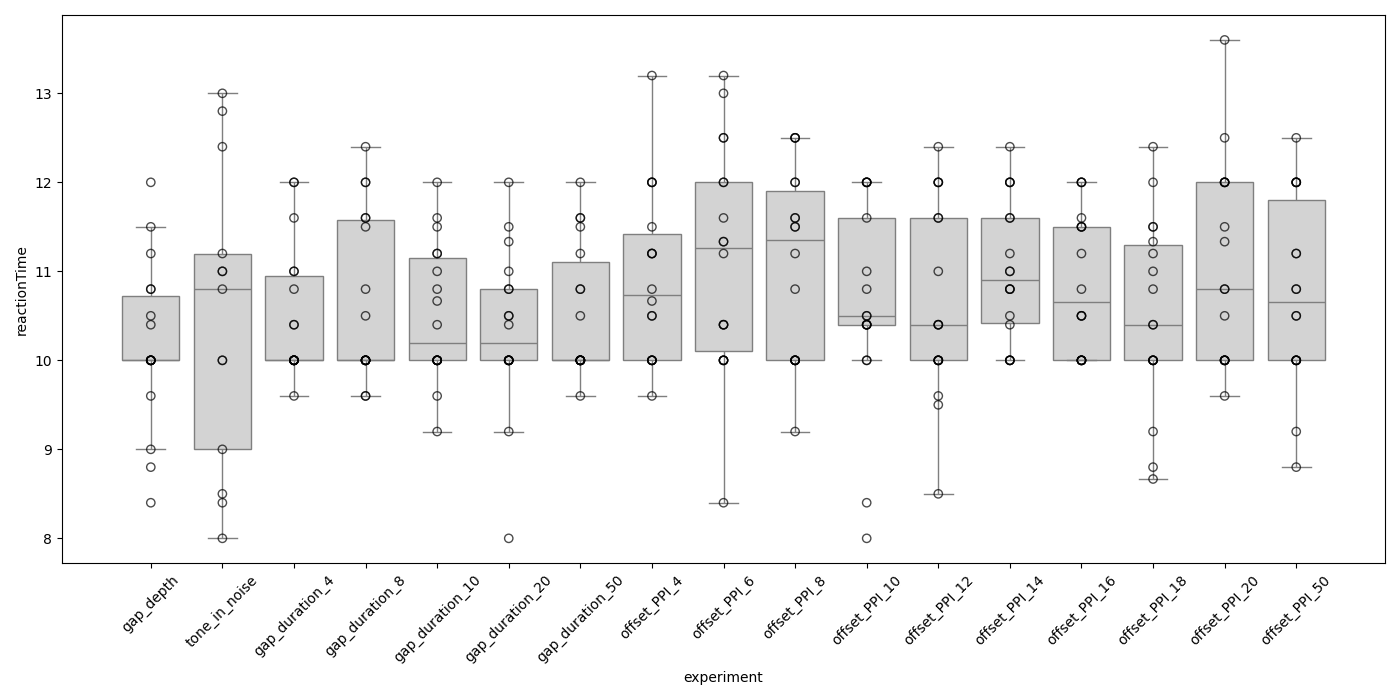 reactionTime
13
12
11
10
9
8
gap_depth
tone_in_noise
gap_duration_4
gap_duration_8
gap_duration_10
gap_duration_20
gap_duration_50
offset_PPI_4
offset_PPI_6
offset_PPI_8
offset_PPI_10
offset_PPI_12
offset_PPI_14
offset_PPI_16
offset_PPI_18
offset_PPI_20
offset_PPI_50
experiment